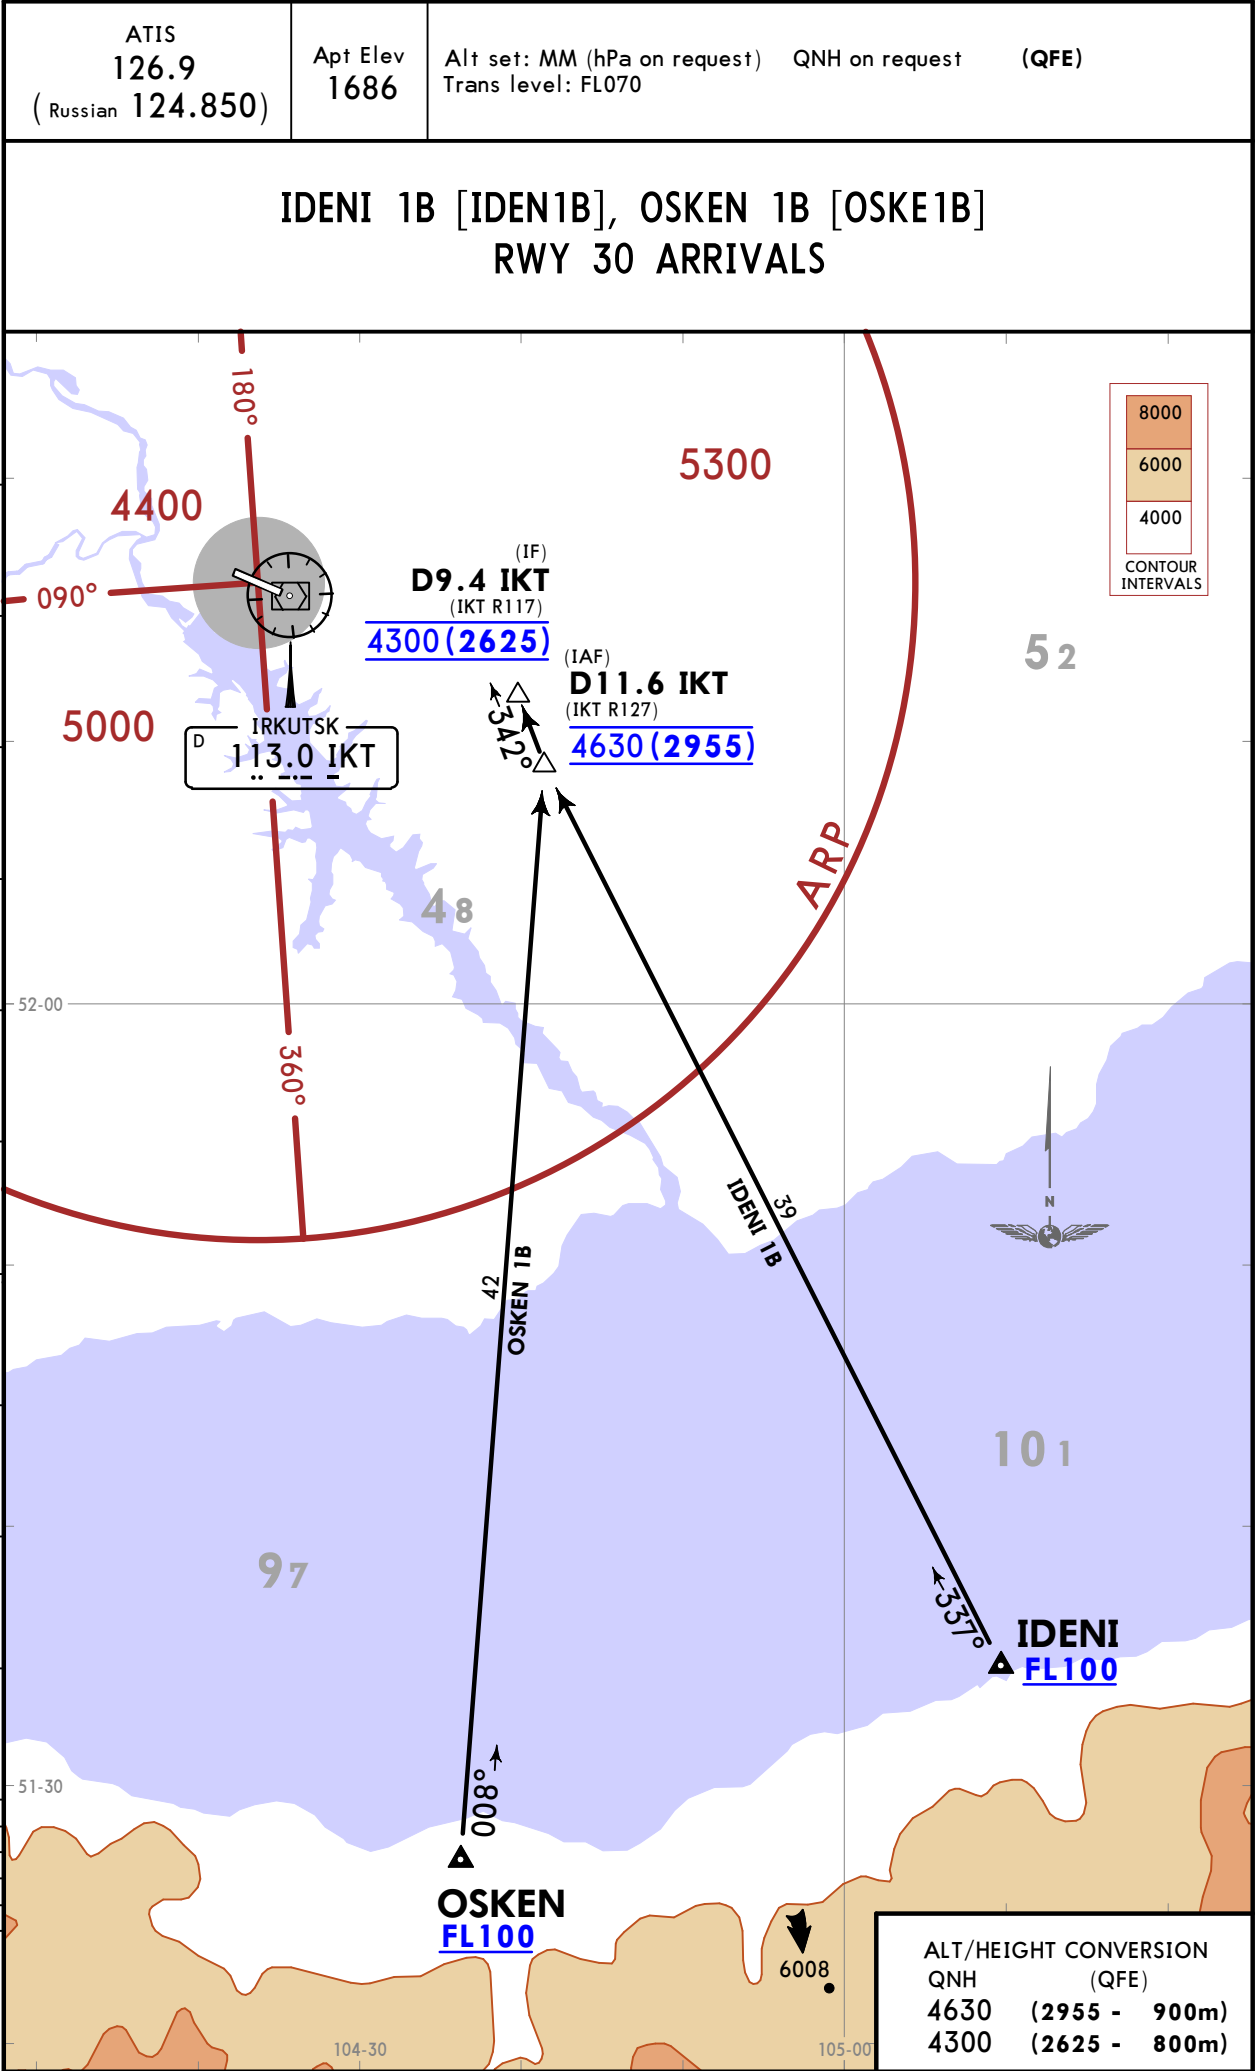 ATIS
126.9
(Russian 124.850)
Apt Elev
1686
Alt set: MM (hPa on request) QNH on request (QFE)
Trans level: FL070
IDENI 1B [IDEN1B], OSKEN 1B [OSKE1B]
RWY 30 ARRIVALS
180°
8000
6000
4000
CONTOUR
INTERVALS
5300
4400
090°
(IF)
D9.4 IKT
(IKT R117)
4300(2625)
(IAF)
D11.6 IKT
(IKT R127)
4630(2955)
52
5000
IRKUTSK
D
113.0 IKT
342°
ARP
48
52-00
360°
N
39
IDENI 1B
42
OSKEN 1B
101
97
337°
IDENI
FL100
51-30
008°
OSKEN
FL100
6008
104-30
105-00
ALT/HEIGHT CONVERSION
QNH (QFE)
4630 (2955 - 900m)
4300 (2625 - 800m)